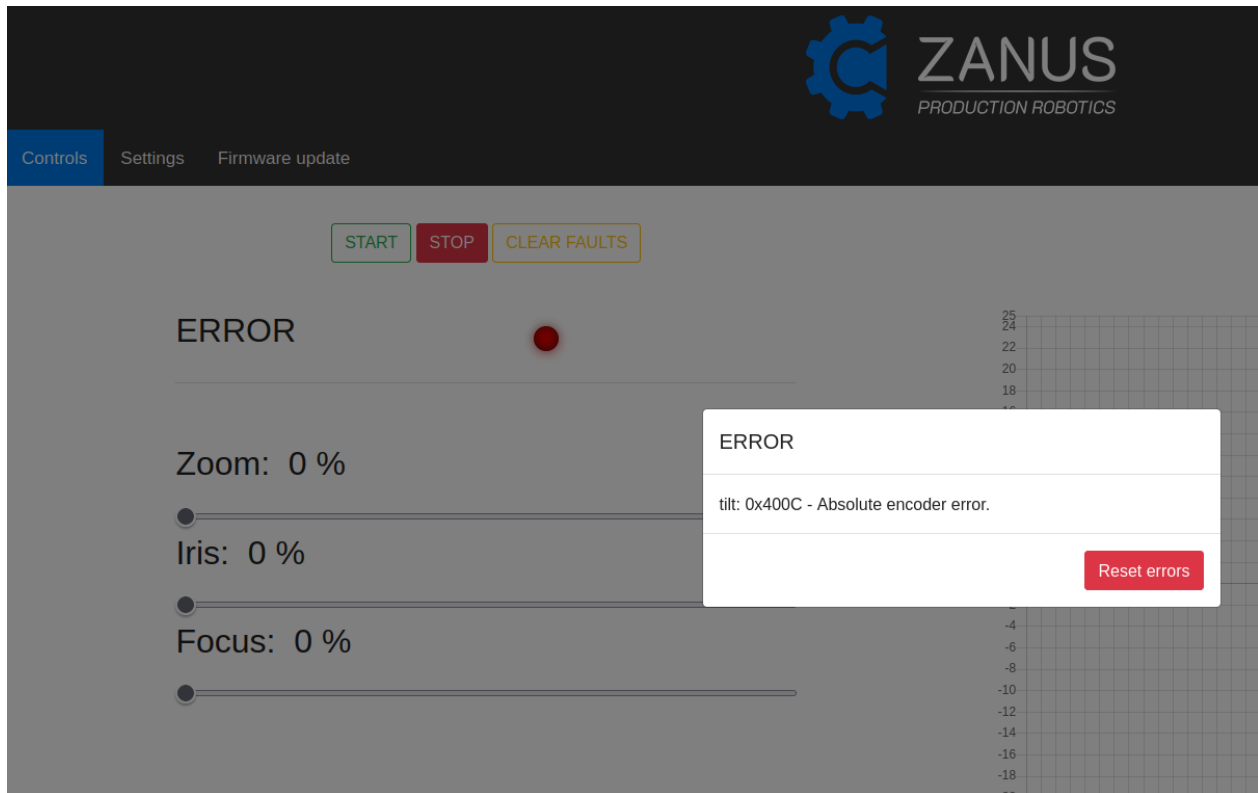 ZANUS
PRODUCTION ROBOTICS
Controls Settings Firmware update
START STOP CLEAR FAULTS
ERROR
Zoom: 0 %
Iris: 0 %
Focus: 0 %
25
24
22
20
18
ERROR
tilt: 0x400C - Absolute encoder error.
Reset errors
-4
-6
-8
-10
-12
-14
-16
-18